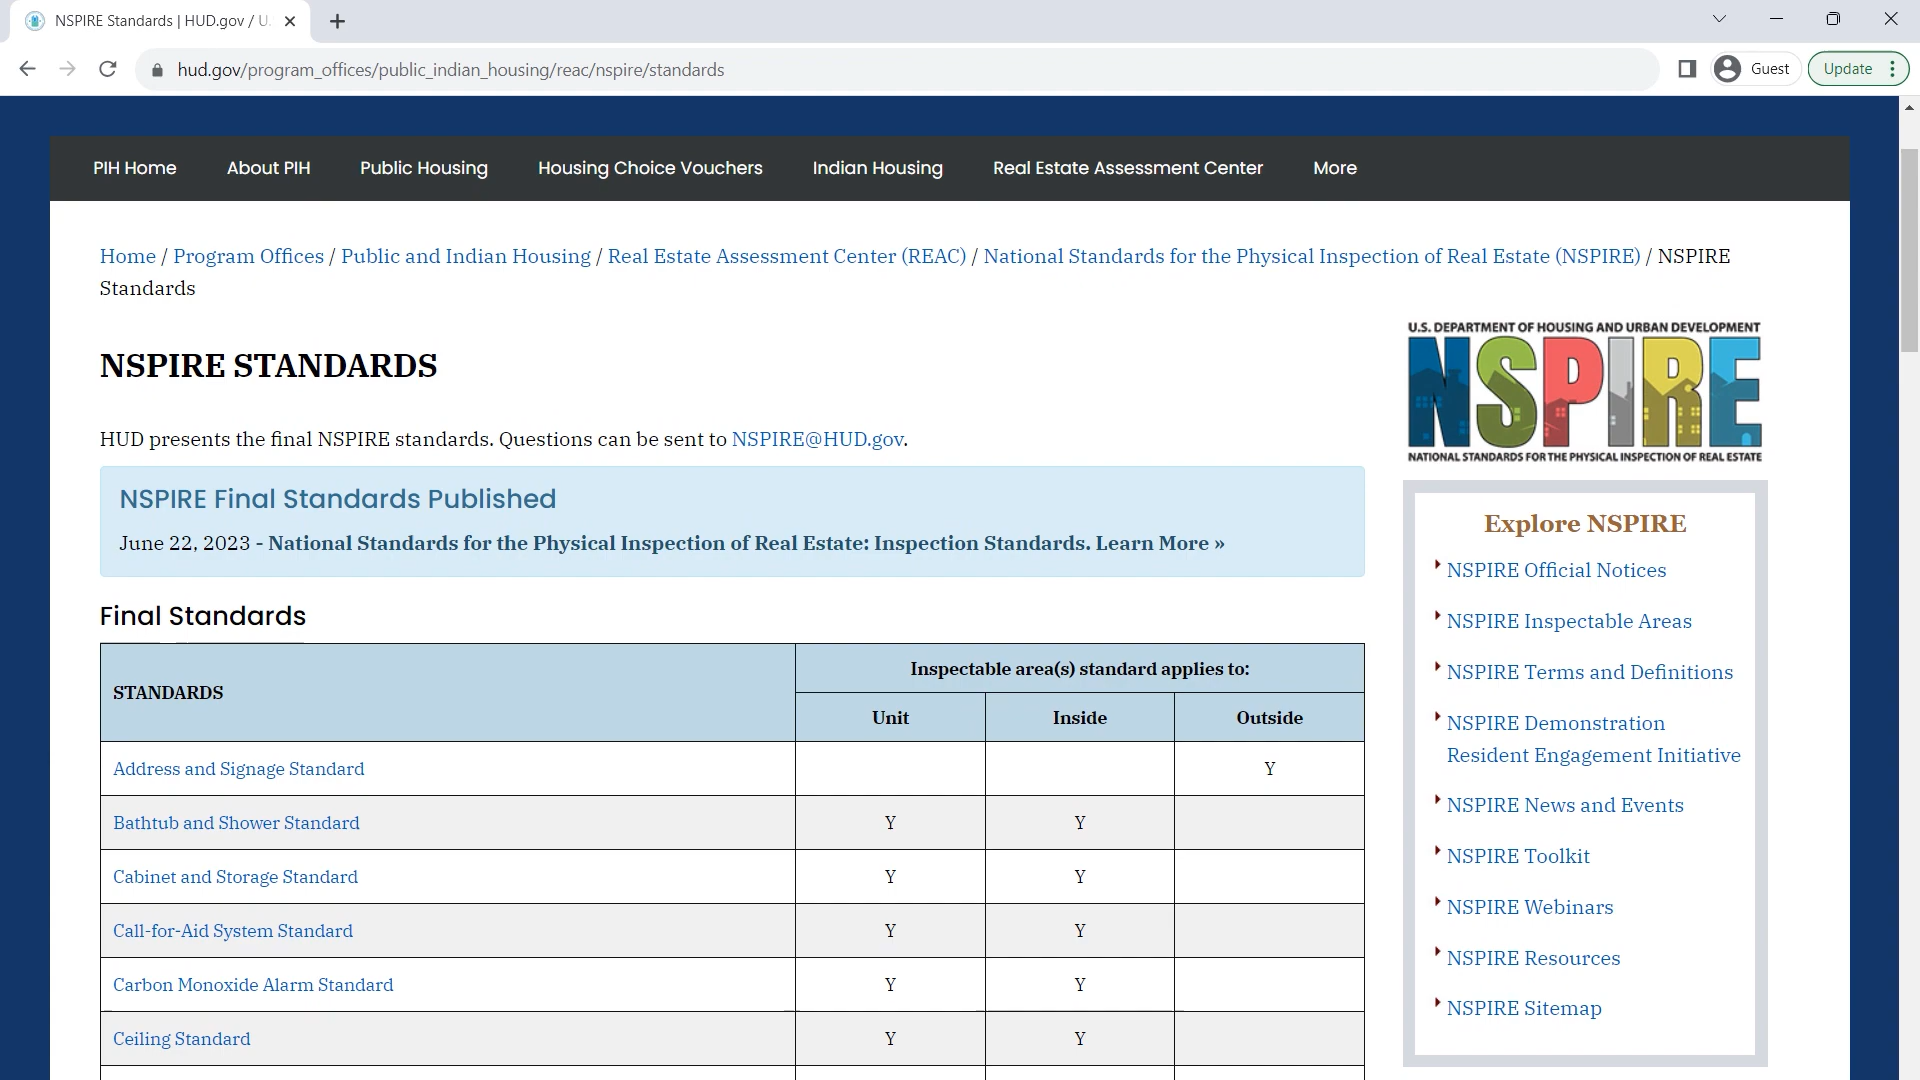 NSPIRE Standards | HUD.gov / U.
hud.gov/program_offices/public_indian_housing/reac/nspire/standards
Guest
Update
PIH Home About PIH Public Housing Housing Choice Vouchers Indian Housing Real Estate Assessment Center More
Home / Program Offices / Public and Indian Housing / Real Estate Assessment Center (REAC) / National Standards for the Physical Inspection of Real Estate (NSPIRE) / NSPIRE
Standards
NSPIRE STANDARDS
HUD presents the final NSPIRE standards. Questions can be sent to NSPIRE@HUD.gov.
NSPIRE Final Standards Published
June 22, 2023 - National Standards for the Physical Inspection of Real Estate: Inspection Standards. Learn More »
Final Standards
STANDARDS
Inspectable area(s) standard applies to:
Unit Inside Outside
Address and Signage Standard Y
Bathtub and Shower Standard Y Y
Cabinet and Storage Standard Y Y
Call-for-Aid System Standard Y Y
Carbon Monoxide Alarm Standard Y Y
Ceiling Standard Y Y
U.S. DEPARTMENT OF HOUSING AND URBAN DEVELOPMENT
NSPIRE
NATIONAL STANDARDS FOR THE PHYSICAL INSPECTION OF REAL ESTATE
Explore NSPIRE
NSPIRE Official Notices
NSPIRE Inspectable Areas
NSPIRE Terms and Definitions
NSPIRE Demonstration
Resident Engagement Initiative
NSPIRE News and Events
NSPIRE Toolkit
NSPIRE Webinars
NSPIRE Resources
NSPIRE Sitemap